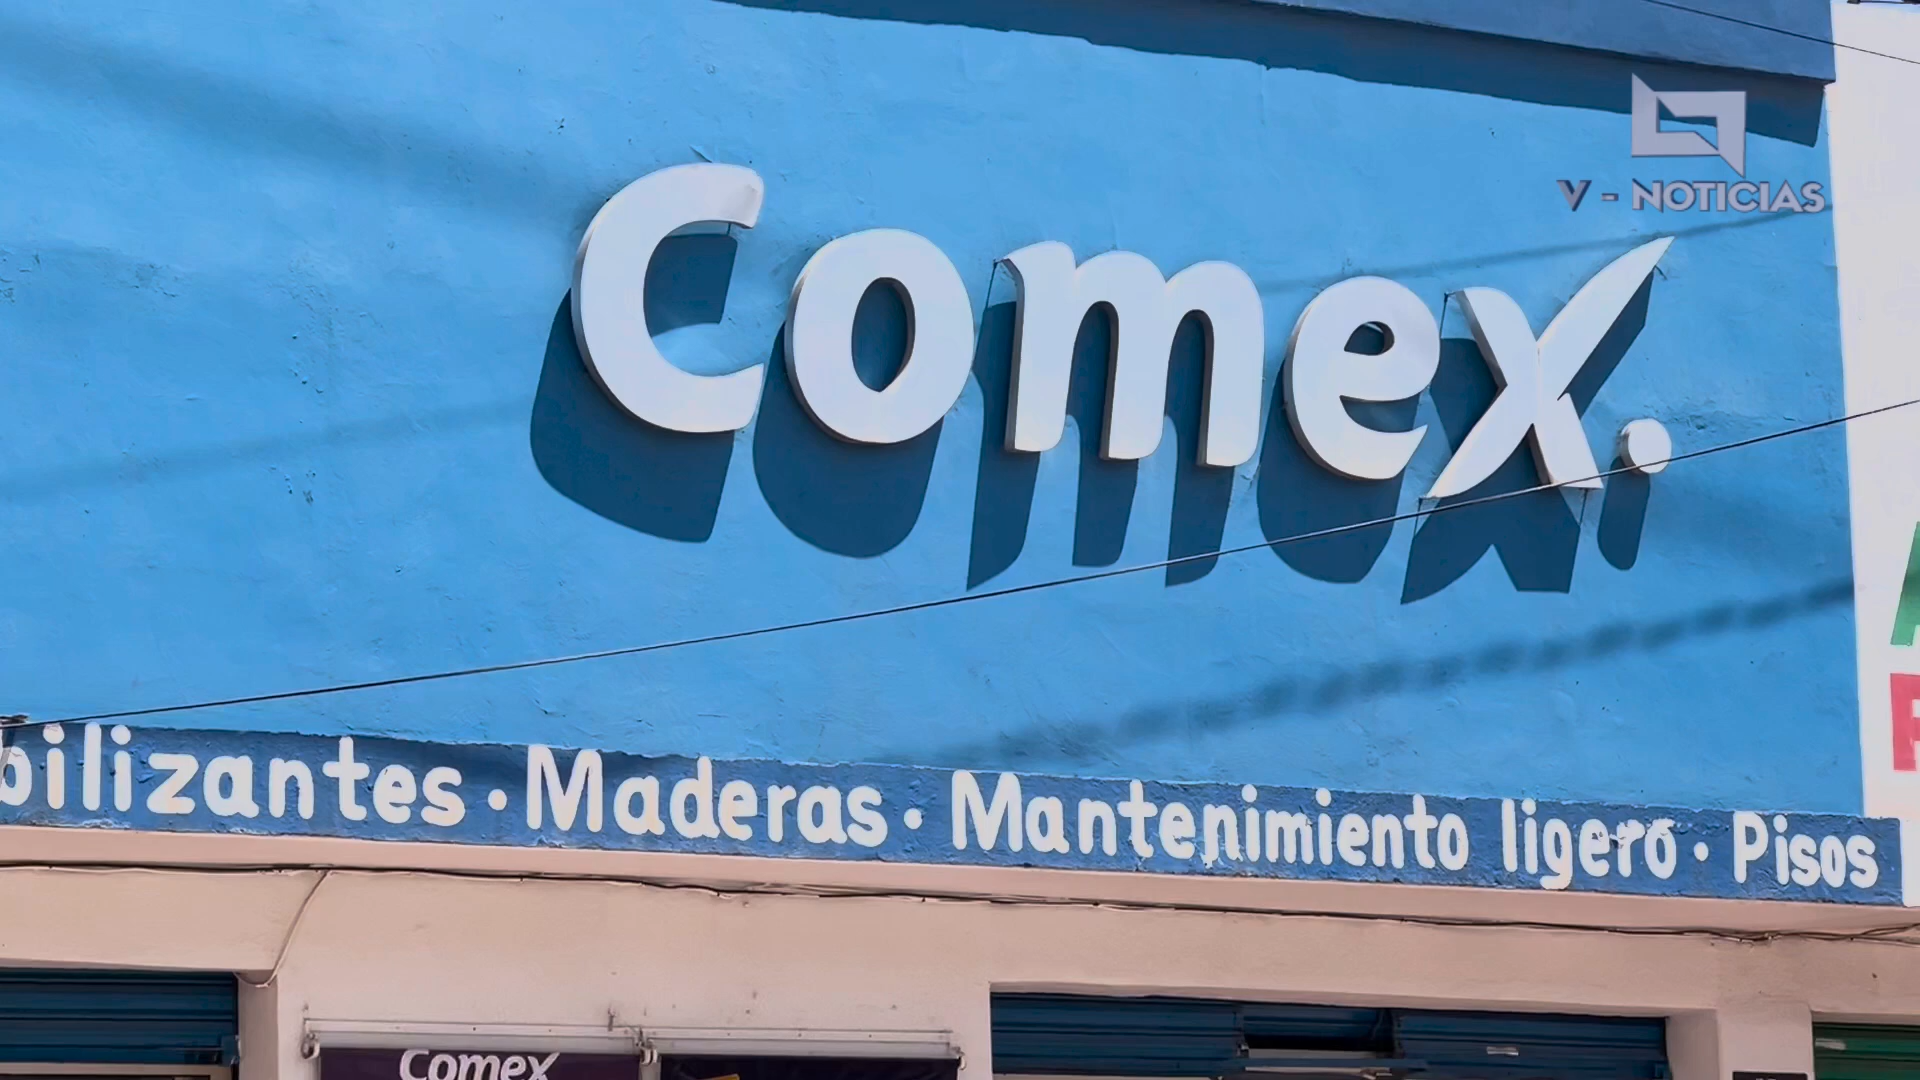 V - NOTICIAS
Comex.
bilizantes · Maderas · Mantenimiento ligero · Pisos
Comex